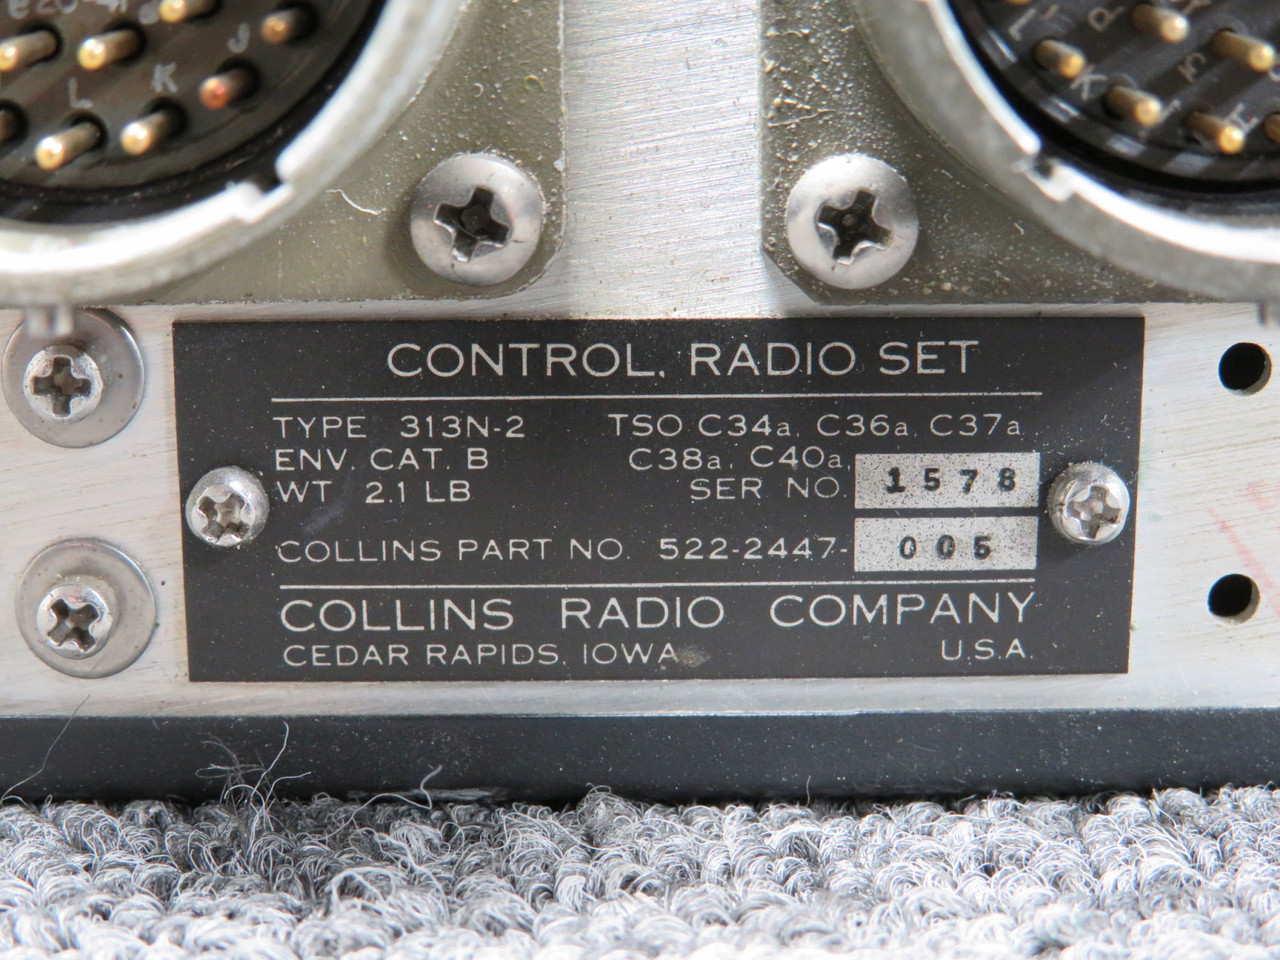 J
L K
R
K
H
CONTROL, RADIO SET
TYPE 313N-2 TSO C34a, C36a, C37a,
ENV. CAT. B C38a, C40a,
WT 2.1 LB SER NO. 1578
COLLINS PART NO. 522-2447- 005
COLLINS RADIO COMPANY
CEDAR RAPIDS, IOWA U.S.A.